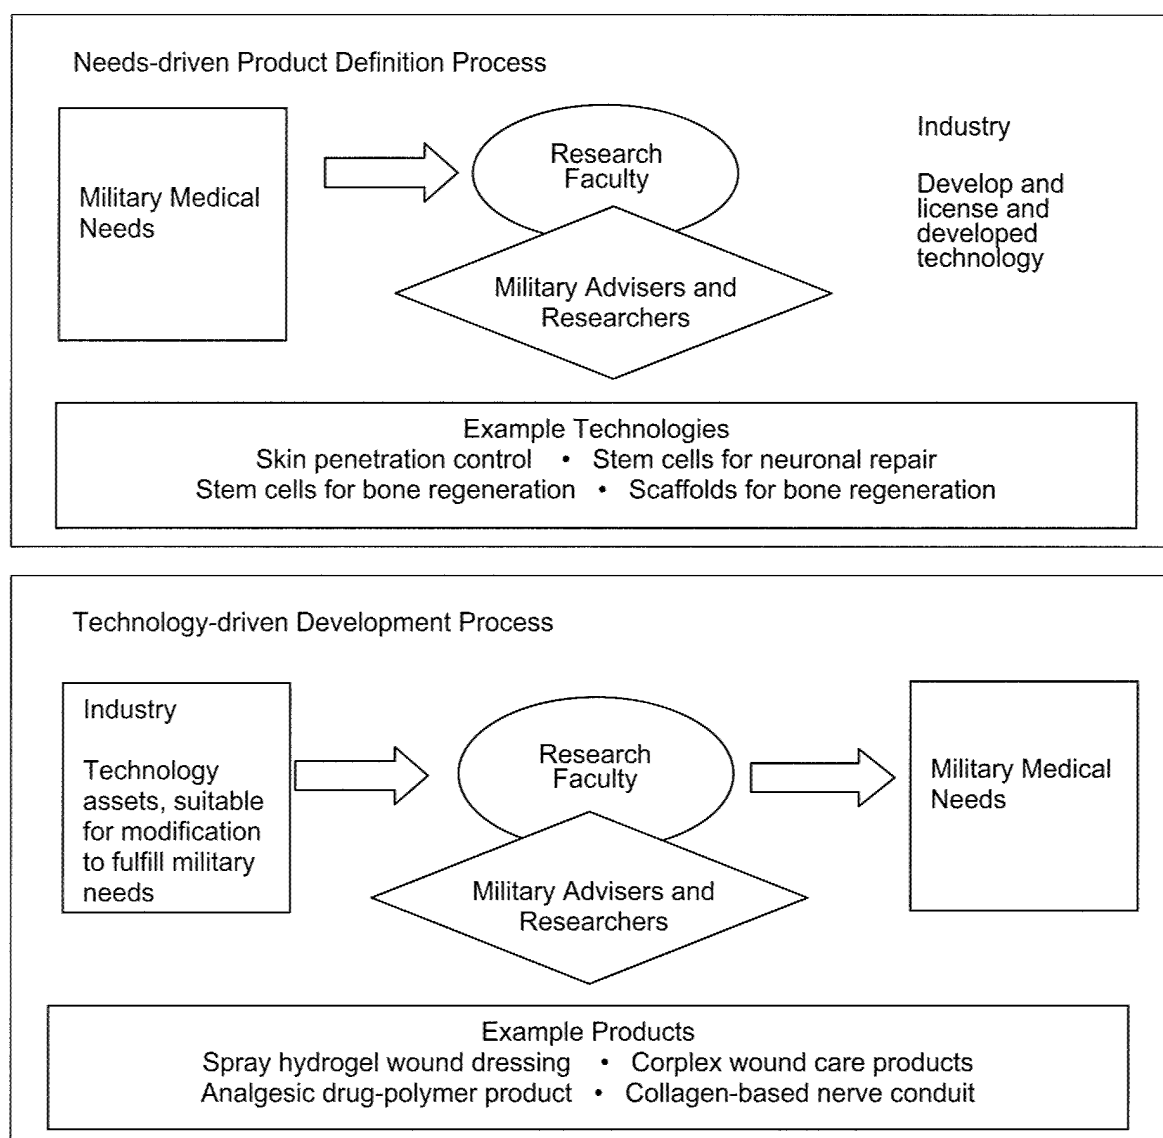 Needs-driven Product Definition Process
Military Medical
Needs
Research
Faculty
Military Advisers and
Researchers
Industry
Develop and
license and
developed
technology
Example Technologies
Skin penetration control • Stem cells for neuronal repair
Stem cells for bone regeneration • Scaffolds for bone regeneration
Technology-driven Development Process
Industry
Technology
assets, suitable
for modification
to fulfill military
needs
Research
Faculty
Military Advisers and
Researchers
Military Medical
Needs
Example Products
Spray hydrogel wound dressing • Corplex wound care products
Analgesic drug-polymer product • Collagen-based nerve conduit